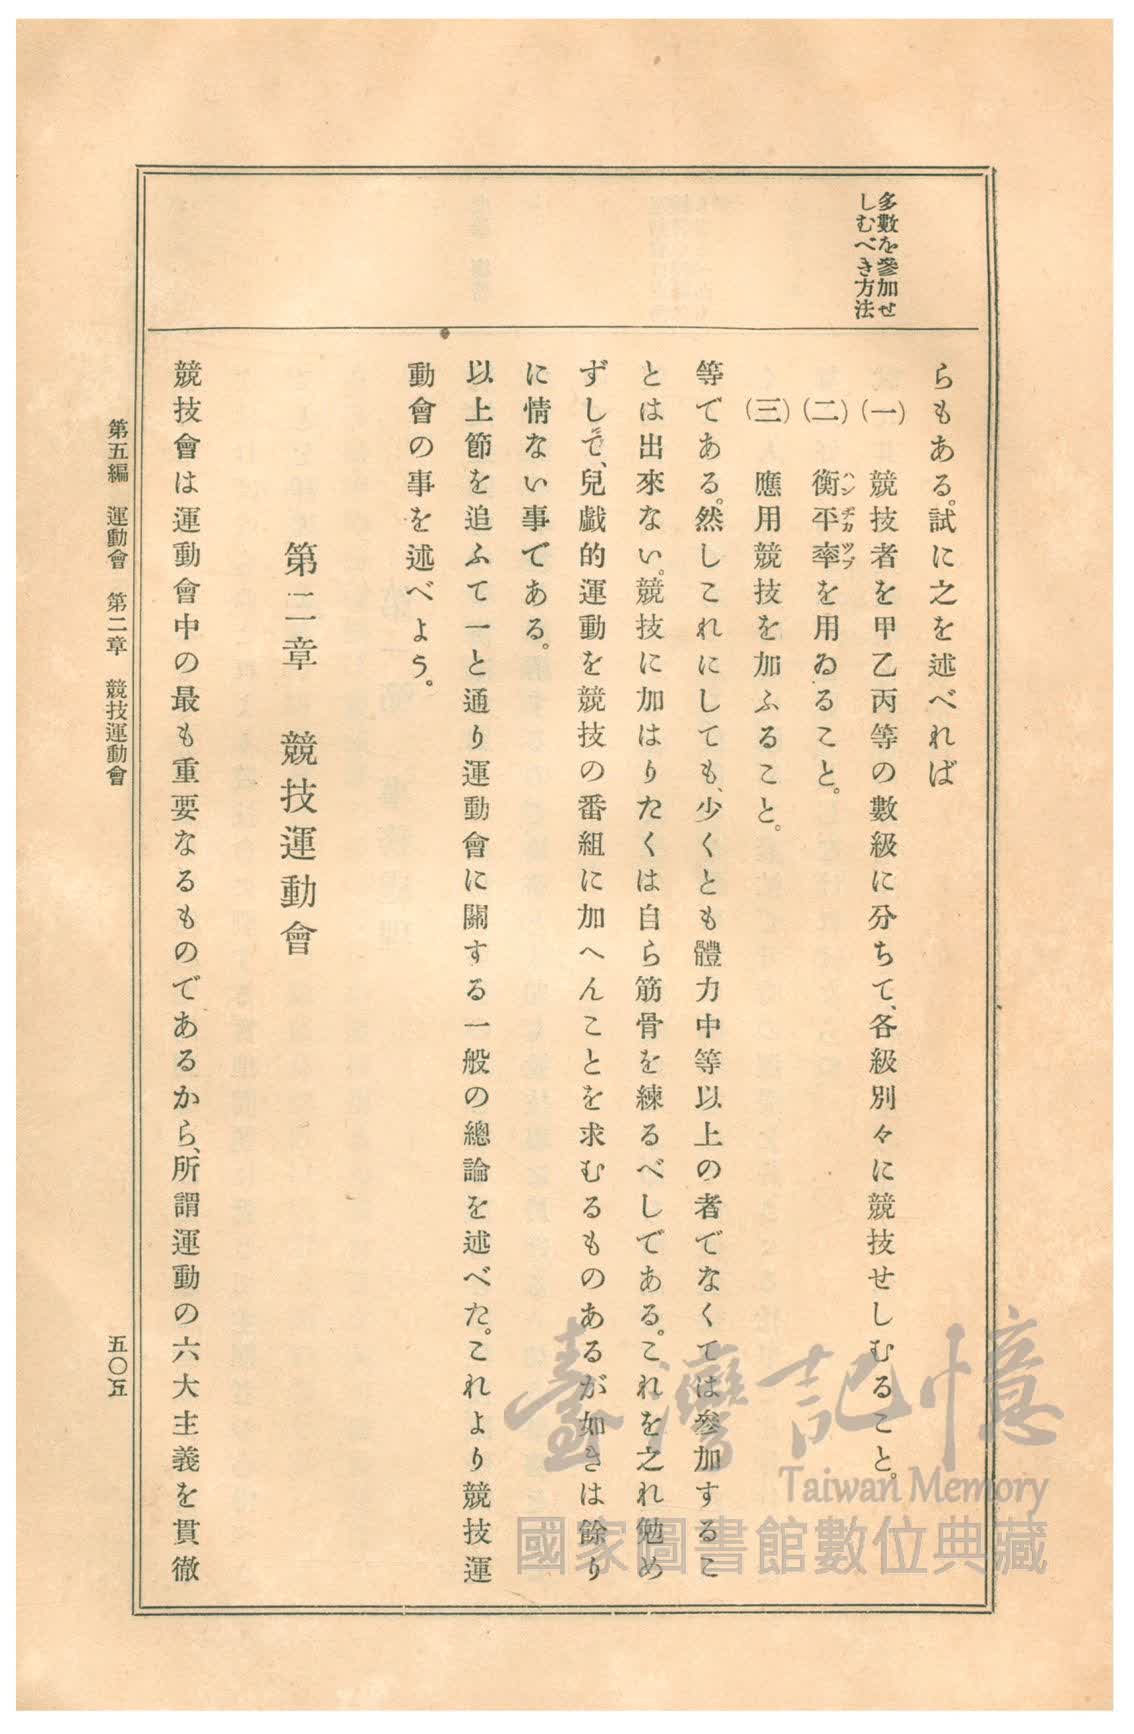 多數を參加せ
しむべき方法
らもある。試に之を述べれば
(一) 競技者を甲乙丙等の數級に分ちて、各級別々に競技せしむること。
(二) 衡平率を用ゐること。
ハンヂカツプ
(三) 應用競技を加ふること。
等である。然しこれにしても、少くとも體力中等以上の者でなくては參加するこ
とは出來ない。競技に加はりたくは自ら筋骨を練るべしである。これを之れ勉め
ずして、兒戲的運動を競技の番組に加へんことを求むるものあるが如きは餘り
に情ない事である。
以上節を追ふて一と通り運動會に關する一般の總論を述べた。これより競技運
動會の事を述べよう。
第二章 競技運動會
競技會は運動會中の最も重要なるものであるから、所謂運動の六大主義を貫徹
第五編 運動會 第二章 競技運動會
五〇五
臺灣記憶
Taiwan Memory
國家圖書館數位典藏